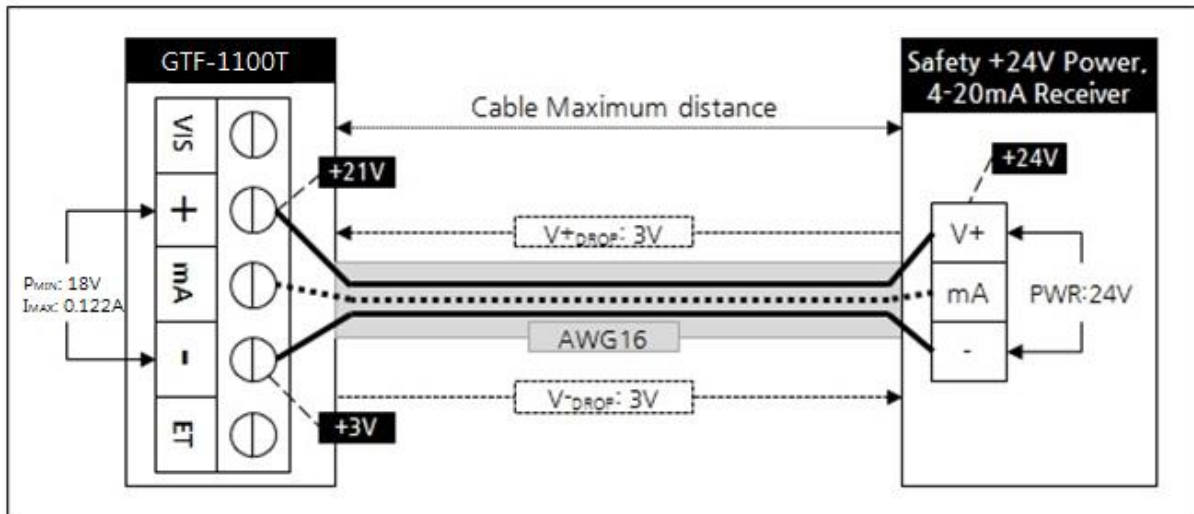 GTF-1100T
Safety +24V Power,
4-20mA Receiver
Cable Maximum distance
VIS
+
mA
-
ET
+21V
+3V
PMIN: 18V
IMAX: 0.122A
V+DROP: 3V
AWG16
V-DROP: 3V
+24V
V+
mA
-
PWR:24V